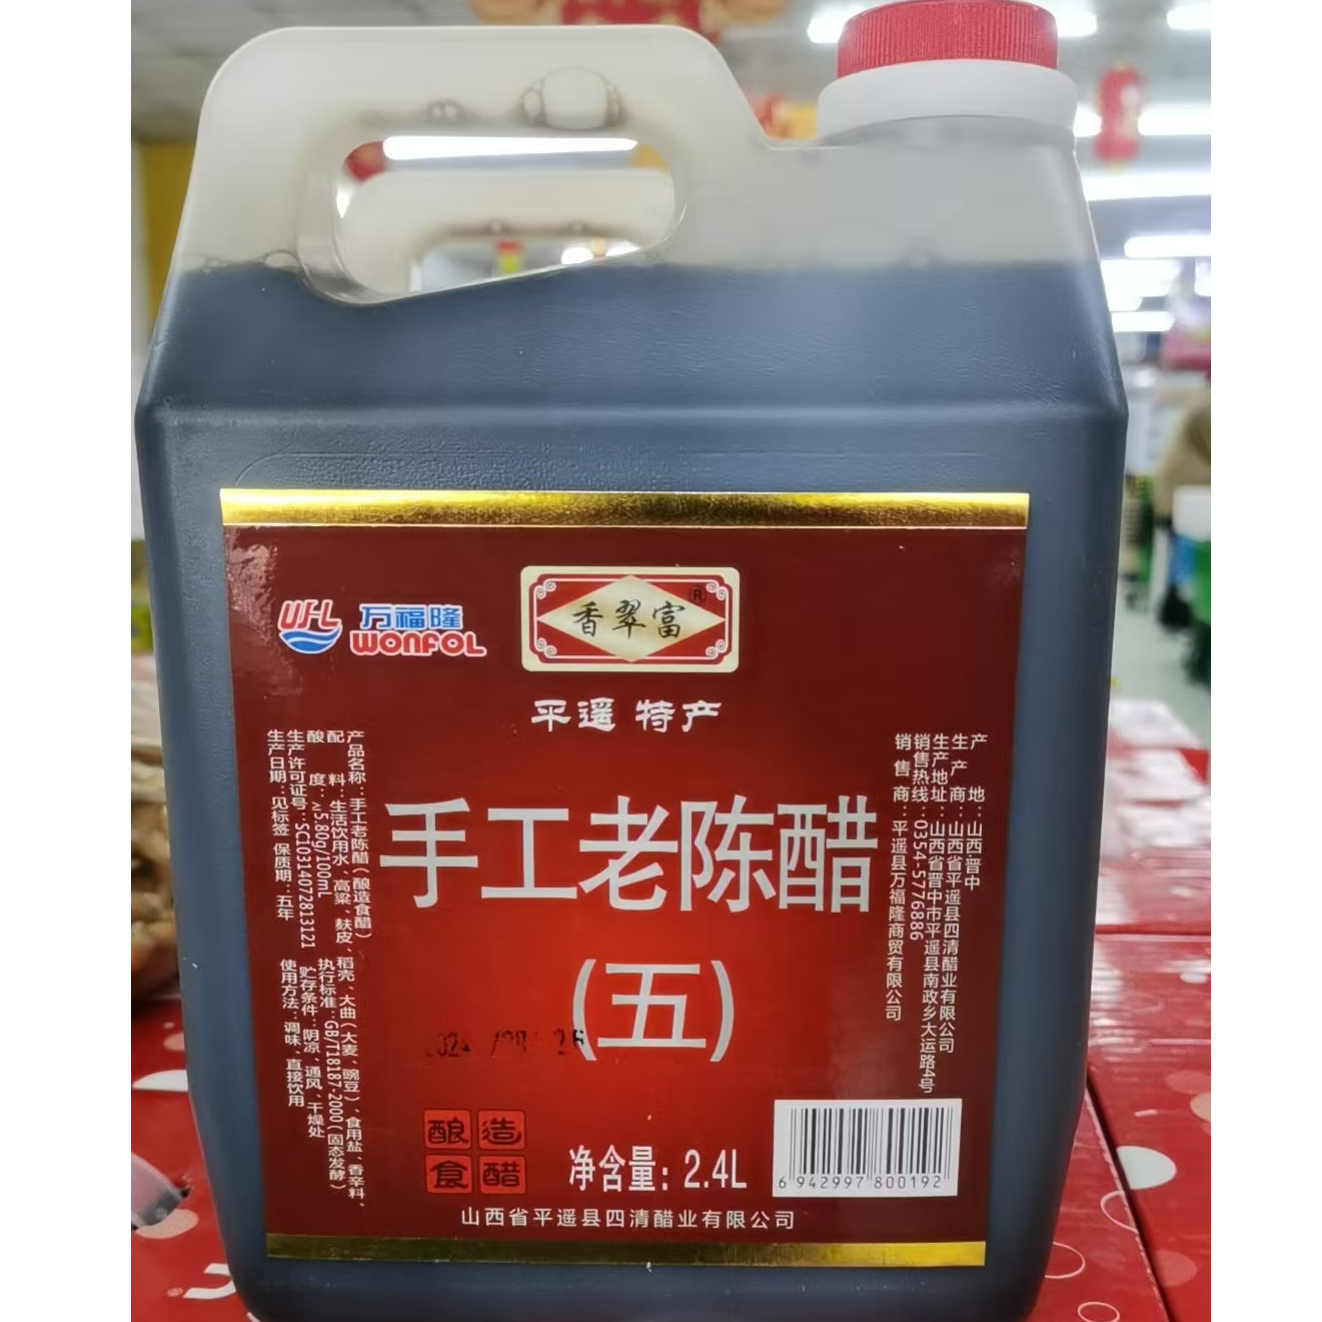 UFL 万福隆
WONFOL
香翠富®
平遥 特产
手工老陈醋
(五)
产品名称：手工老陈醋（酿造食醋）
配料：生活饮用水、高粱、麸皮、稻壳、大曲（大麦、豌豆）、食用盐、香辛料、
酸度：≥5.80g/100mL 执行标准：GB/T18187-2000（固态发酵）
生产许可证号：SC10314072813121 贮存条件：阴凉、通风、干燥处
生产日期：见标签 保质期：五年 使用方法：调味、直接饮用
产地：山西.晋中
生产商：山西省平遥县四清醋业有限公司
生产地址：山西省晋中市平遥县南政乡大运路4号
销售热线：0354-5776886
销售商：平遥县万福隆商贸有限公司
酿造
食醋
净含量：2.4L
6 942997 800192
山西省平遥县四清醋业有限公司